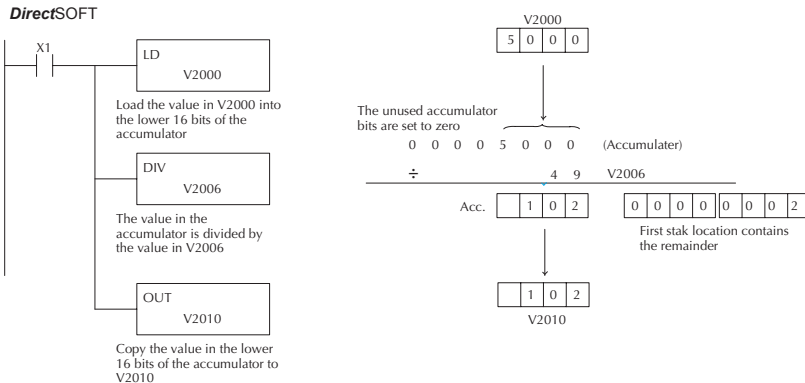 DirectSOFT
X1
LD
V2000
Load the value in V2000 into
the lower 16 bits of the
accumulator
DIV
V2006
The value in the
accumulator is divided by
the value in V2006
OUT
V2010
Copy the value in the lower
16 bits of the accumulator to
V2010
V2000
5 0 0 0
The unused accumulator
bits are set to zero
0 0 0 0 5 0 0 0 (Accumulater)
÷ 4 9 V2006
Acc. 1 0 2 0 0 0 0 0 0 0 2
First stak location contains
the remainder
1 0 2
V2010